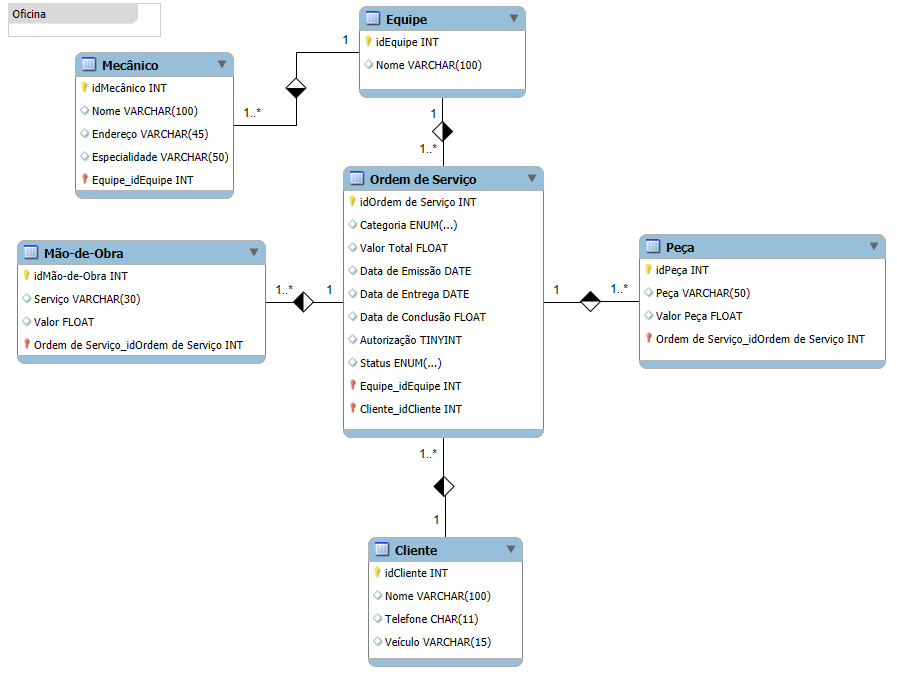 Oficina
Equipe
idEquipe INT
Nome VARCHAR(100)
1
1..*
Mecânico
idMecânico INT
Nome VARCHAR(100)
Endereço VARCHAR(45)
Especialidade VARCHAR(50)
Equipe_idEquipe INT
1
1..*
Ordem de Serviço
idOrdem de Serviço INT
Categoria ENUM(...)
Valor Total FLOAT
Data de Emissão DATE
Data de Entrega DATE
Data de Conclusão FLOAT
Autorização TINYINT
Status ENUM(...)
Equipe_idEquipe INT
Cliente_idCliente INT
Mão-de-Obra
idMão-de-Obra INT
Serviço VARCHAR(30)
Valor FLOAT
Ordem de Serviço_idOrdem de Serviço INT
1..*
1
1
1..*
Peça
idPeça INT
Peça VARCHAR(50)
Valor Peça FLOAT
Ordem de Serviço_idOrdem de Serviço INT
1..*
1
Cliente
idCliente INT
Nome VARCHAR(100)
Telefone CHAR(11)
Veículo VARCHAR(15)